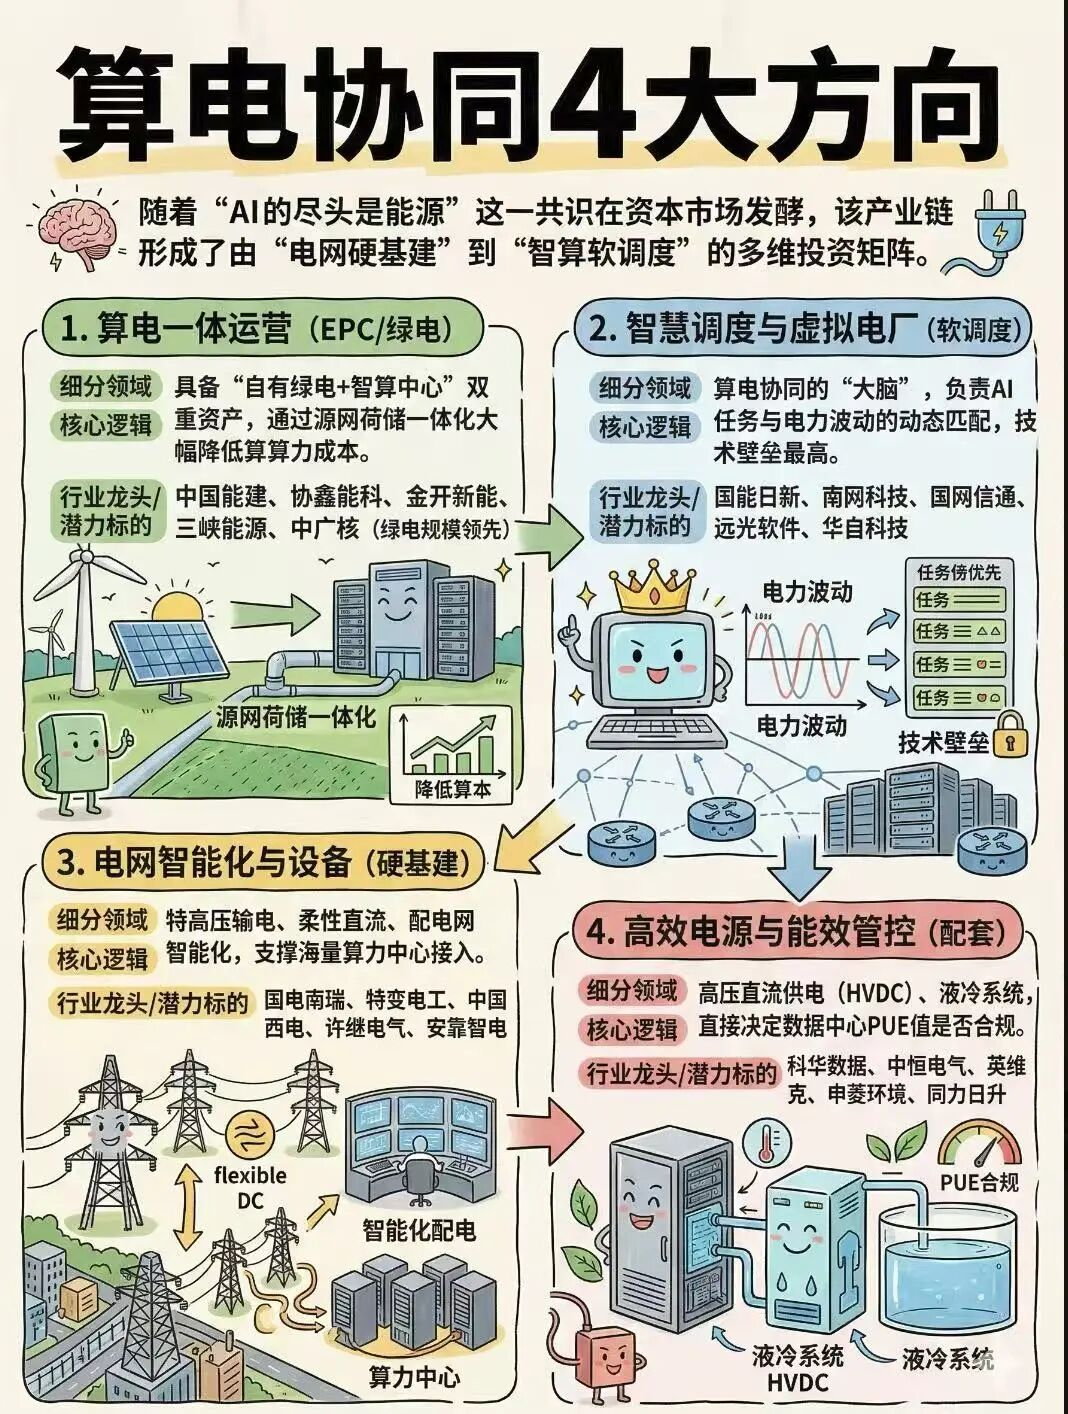 算电协同4大方向
随着“AI的尽头是能源”这一共识在资本市场发酵，该产业链
形成了由“电网硬基建”到“智算软调度”的多维投资矩阵。
1. 算电一体运营（EPC/绿电）
细分领域
核心逻辑
具备“自有绿电+智算中心”双
重资产，通过源网荷储一体化大
幅降低算算力成本。
行业龙头/
潜力标的
中国能建、协鑫能科、金开新能、
三峡能源、中广核（绿电规模领先）
源网荷储一体化
降低算本
2. 智慧调度与虚拟电厂（软调度）
细分领域
核心逻辑
算电协同的“大脑”，负责AI
任务与电力波动的动态匹配，技
术壁垒最高。
行业龙头/
潜力标的
国能日新、南网科技、国网信通、
远光软件、华自科技
电力波动
电力波动
任务傍优先
任务
任务
任务
任务
技术壁垒
3. 电网智能化与设备（硬基建）
细分领域
核心逻辑
特高压输电、柔性直流、配电网
智能化，支撑海量算力中心接入。
行业龙头/潜力标的
国电南瑞、特变电工、中国
西电、许继电气、安靠智电
flexible
DC
智能化配电
算力中心
4. 高效电源与能效管控（配套）
细分领域
核心逻辑
高压直流供电（HVDC）、液冷系统，
直接决定数据中心PUE值是否合规。
行业龙头/潜力标的
科华数据、中恒电气、英维
克、申菱环境、同力日升
PUE合规
液冷系统
HVDC
液冷系统